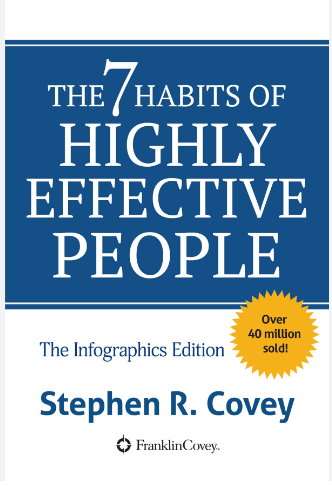 THE 7 HABITS OF
HIGHLY
EFFECTIVE
PEOPLE
Over
40 million
sold!
The Infographics Edition
Stephen R. Covey
FranklinCovey